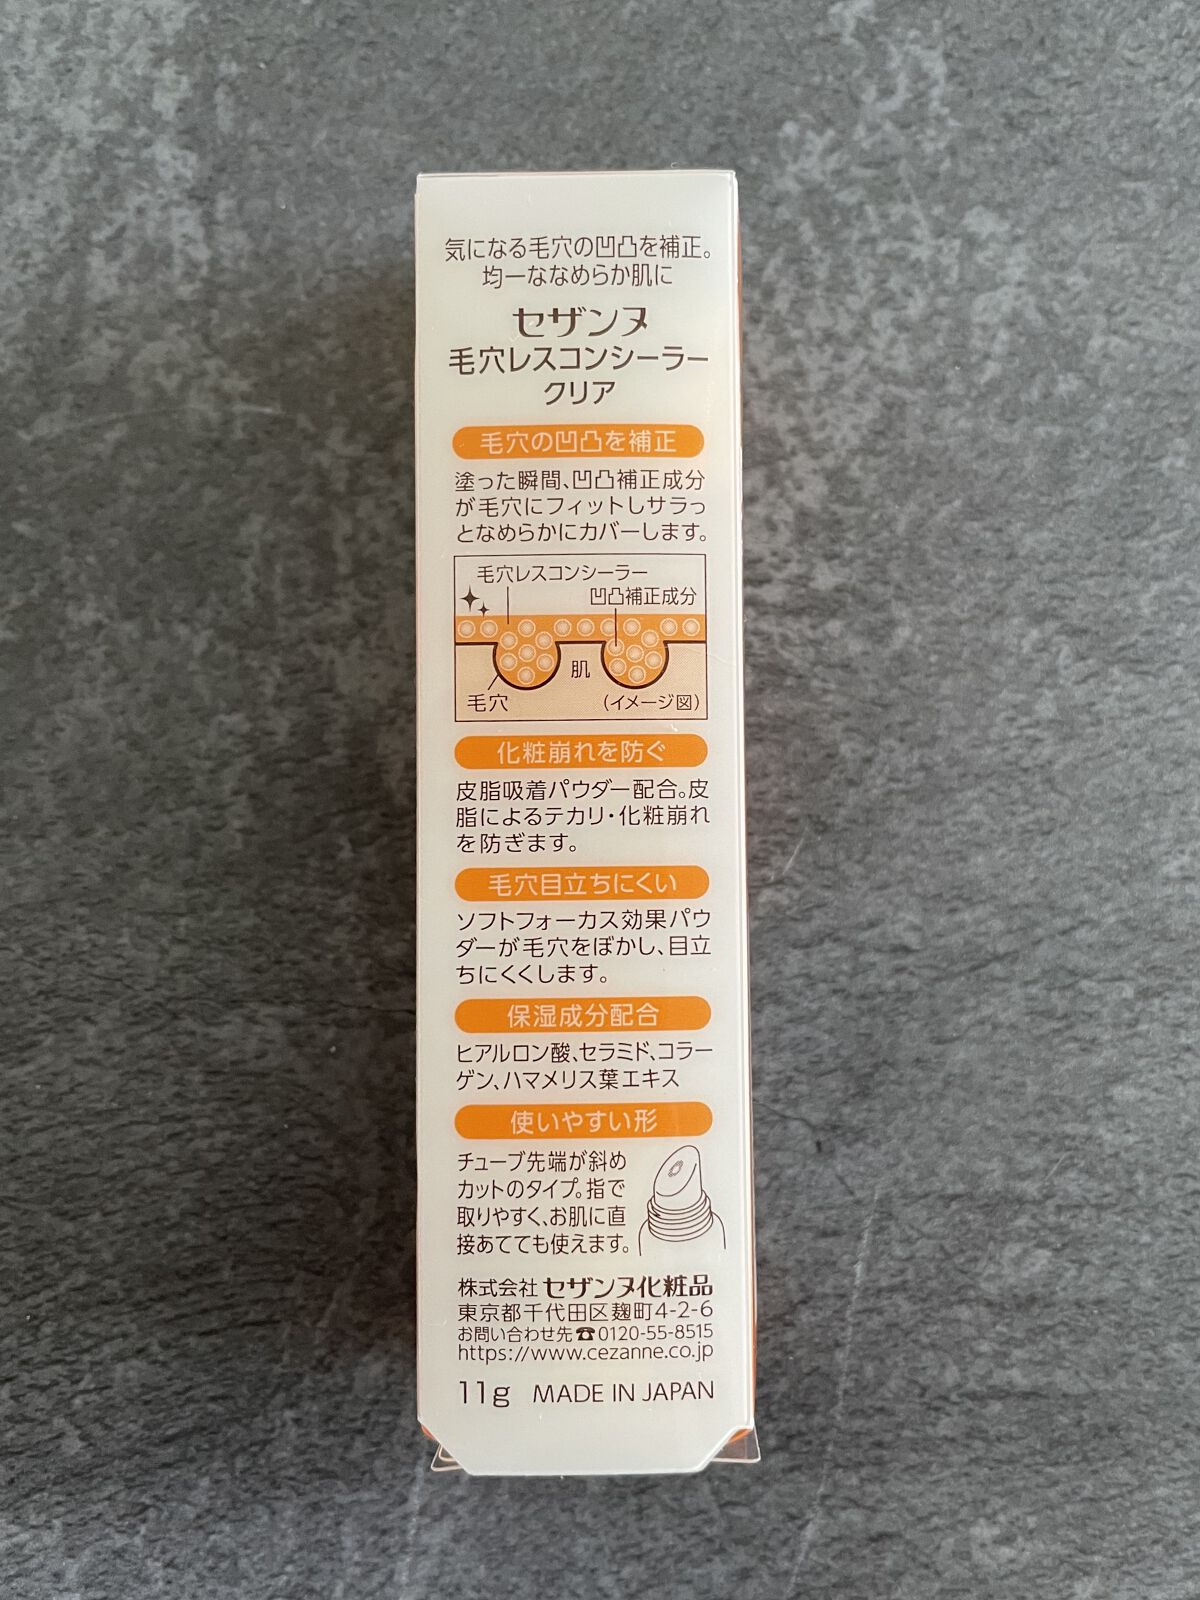 気になる毛穴の凹凸を補正。
均一ななめらか肌に
セザンヌ
毛穴レスコンシーラー
クリア
毛穴の凹凸を補正
塗った瞬間、凹凸補正成分
が毛穴にフィットしサラっ
となめらかにカバーします。
毛穴レスコンシーラー
凹凸補正成分
肌
毛穴
(イメージ図)
化粧崩れを防ぐ
皮脂吸着パウダー配合。皮
脂によるテカリ・化粧崩れ
を防ぎます。
毛穴目立ちにくい
ソフトフォーカス効果パウ
ダーが毛穴をぼかし、目立
ちにくくします。
保湿成分配合
ヒアルロン酸、セラミド、コラー
ゲン、ハマメリス葉エキス
使いやすい形
チューブ先端が斜め
カットのタイプ。指で
取りやすく、お肌に直
接あてても使えます。
株式会社 セザンヌ化粧品
東京都千代田区麹町4-2-6
お問い合わせ先☎0120-55-8515
https://www.cezanne.co.jp
11g MADE IN JAPAN